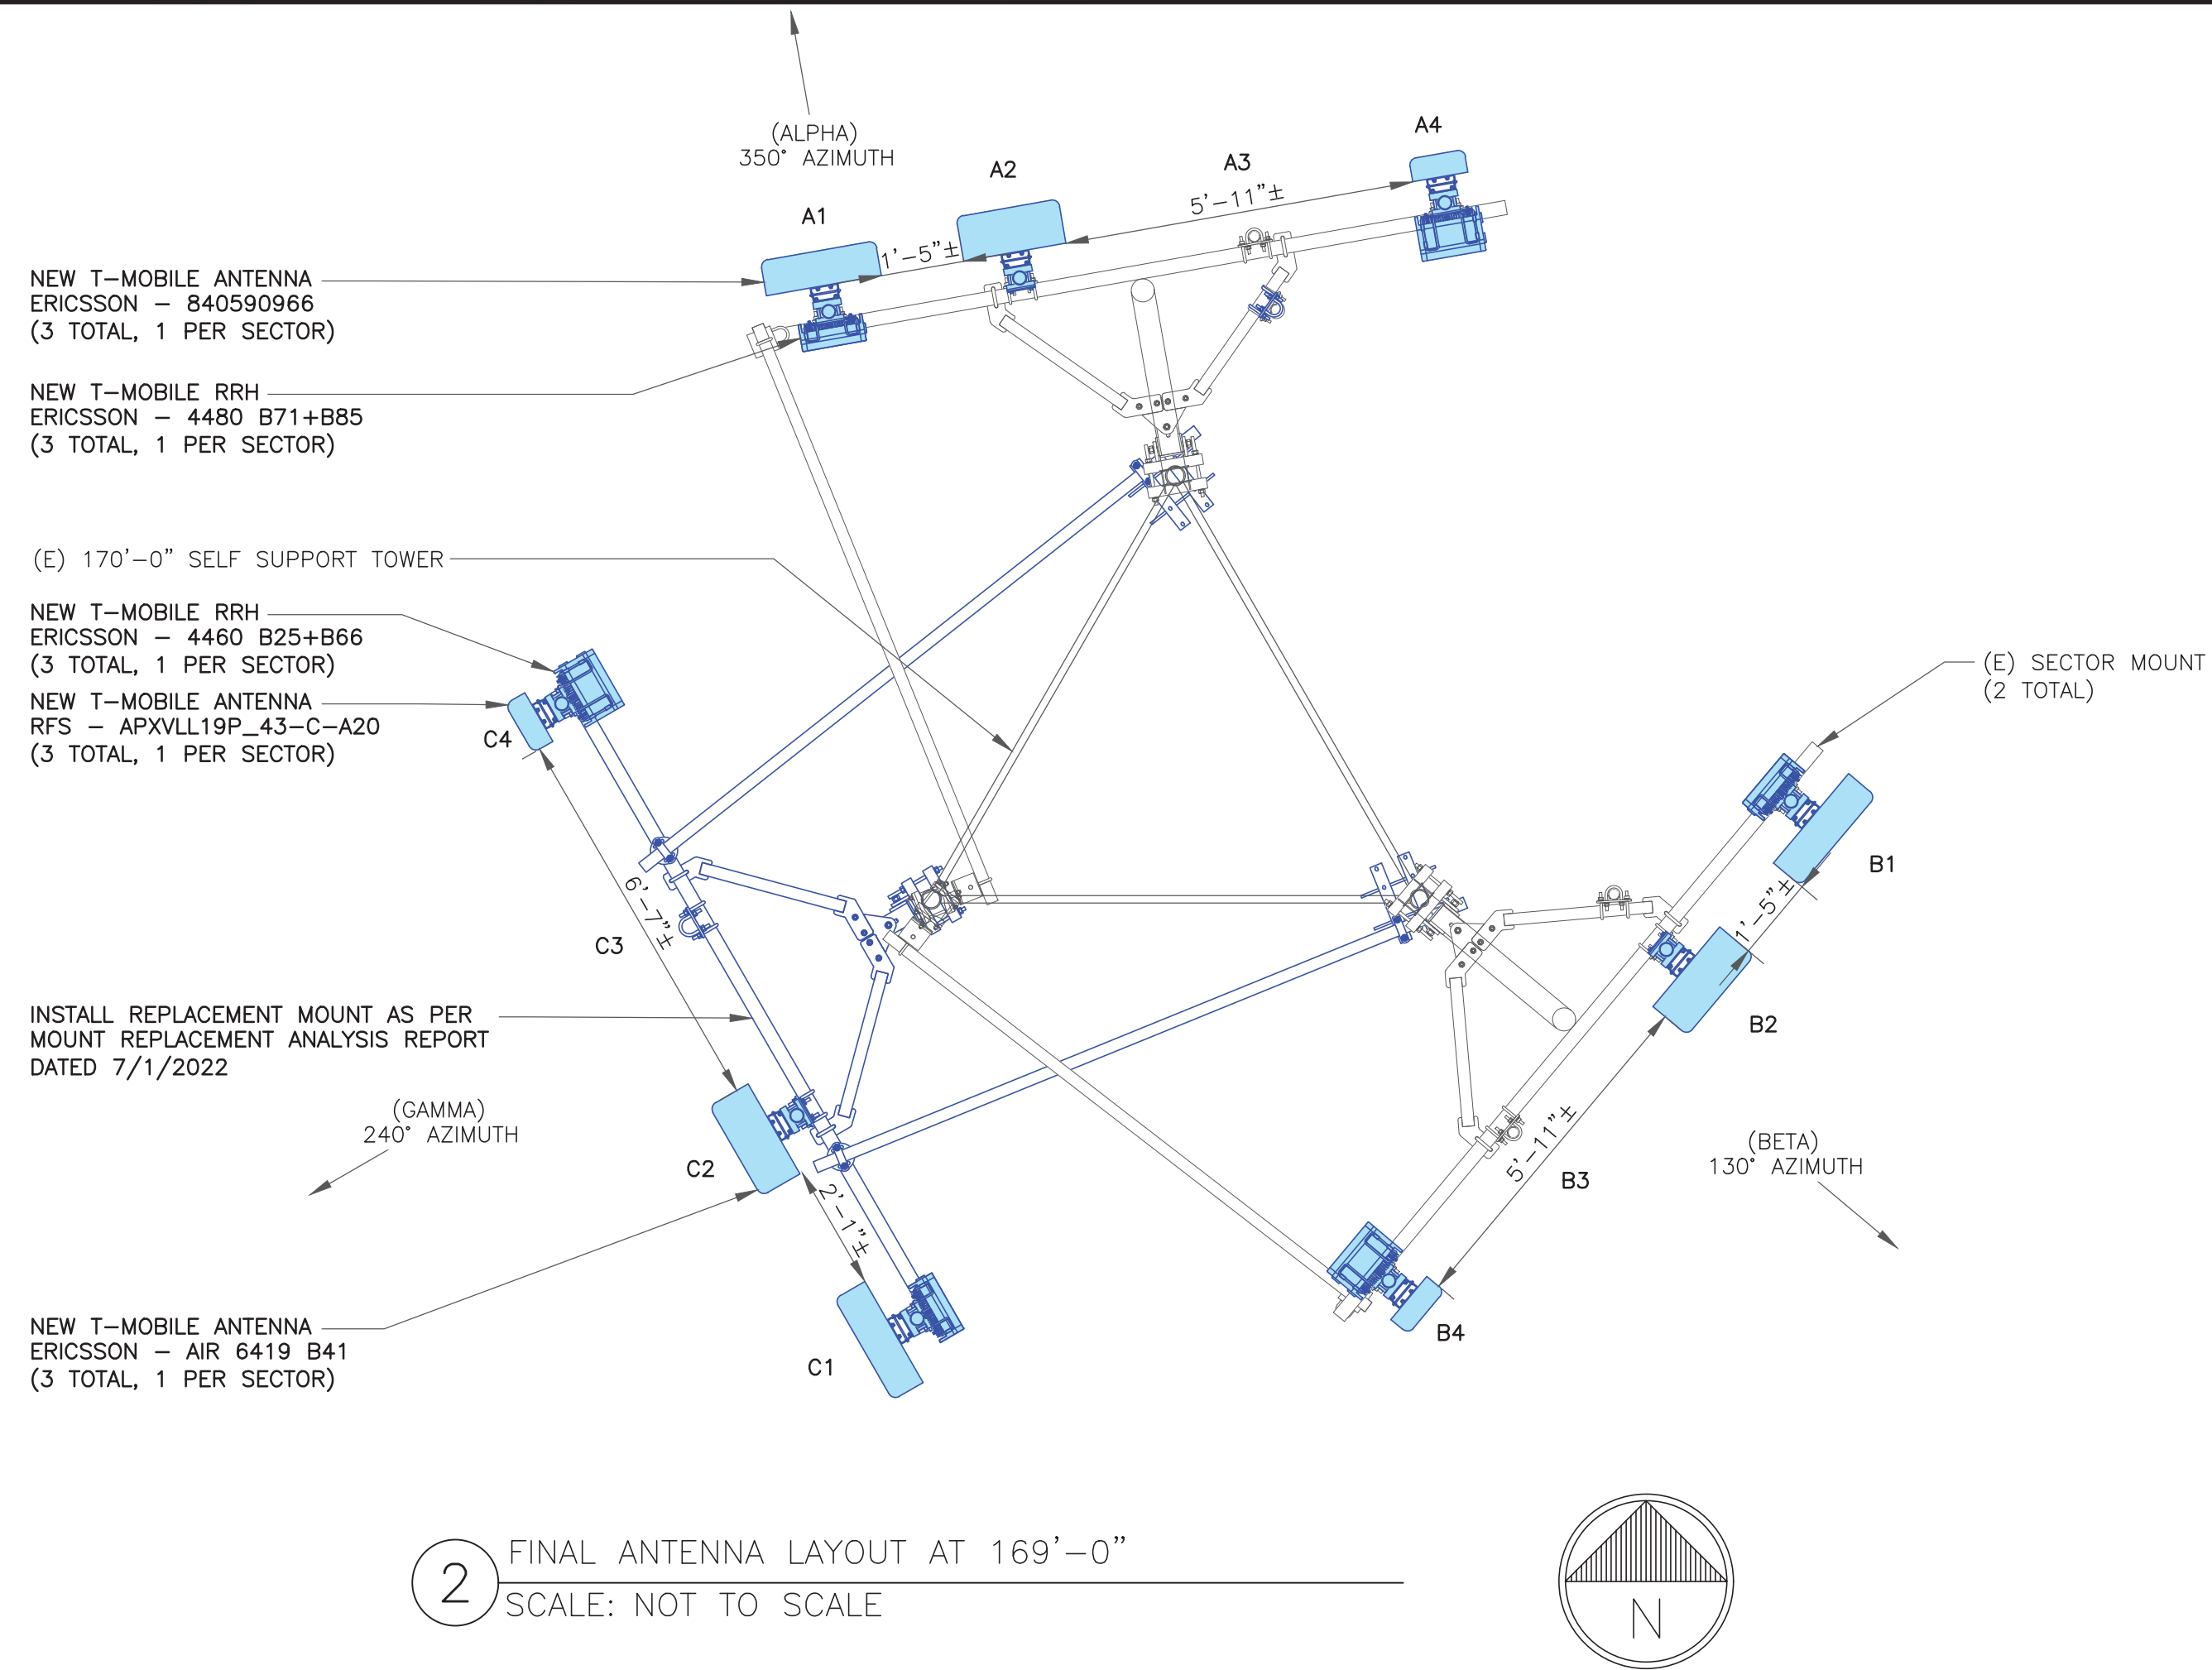 (ALPHA)
350° AZIMUTH
A1
A2
A3
A4
1'-5"±
5'-11"±
NEW T-MOBILE ANTENNA
ERICSSON - 840590966
(3 TOTAL, 1 PER SECTOR)
NEW T-MOBILE RRH
ERICSSON - 4480 B71+B85
(3 TOTAL, 1 PER SECTOR)
(E) 170'-0" SELF SUPPORT TOWER
NEW T-MOBILE RRH
ERICSSON - 4460 B25+B66
(3 TOTAL, 1 PER SECTOR)
NEW T-MOBILE ANTENNA
RFS - APXVLL19P_43-C-A20
(3 TOTAL, 1 PER SECTOR)
C4
(E) SECTOR MOUNT
(2 TOTAL)
6'-7"±
C3
B1
1'-5"±
B2
INSTALL REPLACEMENT MOUNT AS PER
MOUNT REPLACEMENT ANALYSIS REPORT
DATED 7/1/2022
(GAMMA)
240° AZIMUTH
C2
2'-1"±
C1
5'-11"±
B3
(BETA)
130° AZIMUTH
B4
NEW T-MOBILE ANTENNA
ERICSSON - AIR 6419 B41
(3 TOTAL, 1 PER SECTOR)
2
FINAL ANTENNA LAYOUT AT 169'-0"
SCALE: NOT TO SCALE
N